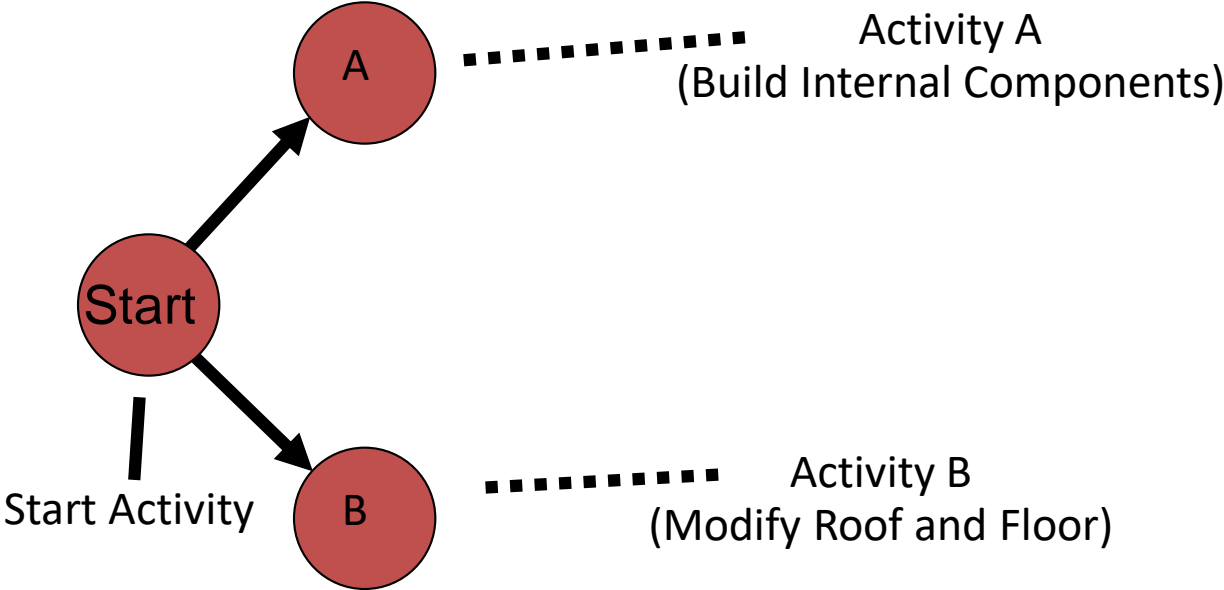 A
Activity A
(Build Internal Components)
Start
Start Activity
B
Activity B
(Modify Roof and Floor)